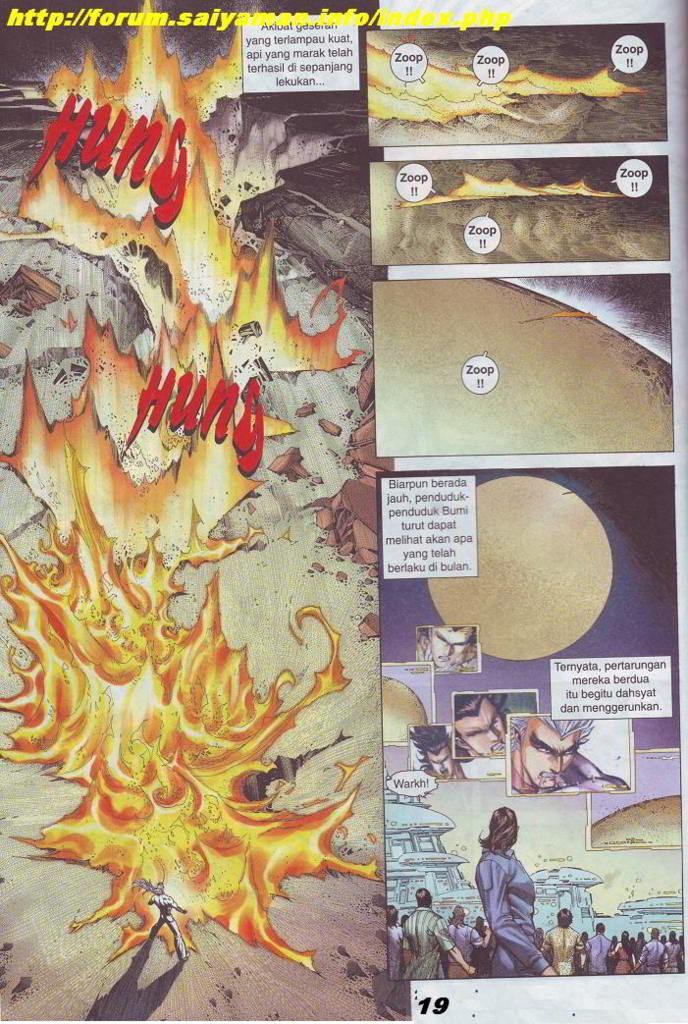 http://forum.saiyaman.info/index.php
Akibat geseran
yang terlampau kuat,
api yang marak telah
terhasil di sepanjang
lekukan...
Hung
Hung
Zoop
!!
Zoop
!!
Zoop
!!
Zoop
!!
Zoop
!!
Zoop
!!
Zoop
!!
Biarpun berada
jauh, penduduk-
penduduk Bumi
turut dapat
melihat akan apa
yang telah
berlaku di bulan.
Ternyata, pertarungan
mereka berdua
itu begitu dahsyat
dan menggerunkan.
Warkh!
19